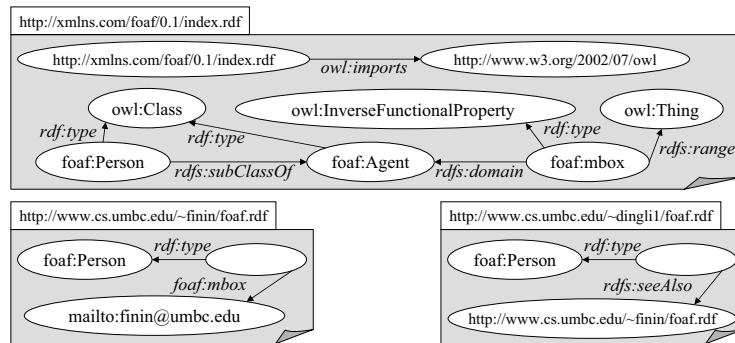 http://xmlns.com/foaf/0.1/index.rdf
http://xmlns.com/foaf/0.1/index.rdf
owl:imports
http://www.w3.org/2002/07/owl
owl:Class
owl:InverseFunctionalProperty
owl:Thing
rdf:type
rdf:type
rdf:type
rdfs:range
foaf:Person
rdfs:subClassOf
foaf:Agent
rdfs:domain
foaf:mbox
http://www.cs.umbc.edu/~finin/foaf.rdf
foaf:Person
rdf:type
foaf:mbox
mailto:finin@umbc.edu
http://www.cs.umbc.edu/~dingli1/foaf.rdf
foaf:Person
rdf:type
rdfs:seeAlso
http://www.cs.umbc.edu/~finin/foaf.rdf